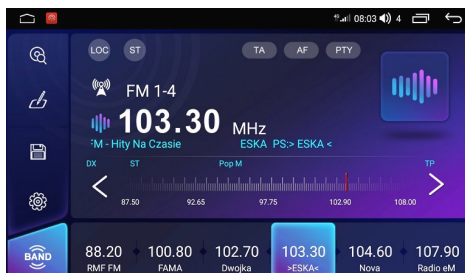 08:03 4
LOC ST TA AF PTY
FM 1-4
103.30 MHz
FM - Hity Na Czasie ESKA PS:> ESKA <
DX ST Pop M TP
87.50 92.65 97.75 102.90 108.00
BAND
88.20 100.80 102.70 103.30 104.60 107.90
RMF FM FAMA Dwojka >ESKA< Nova Radio eM